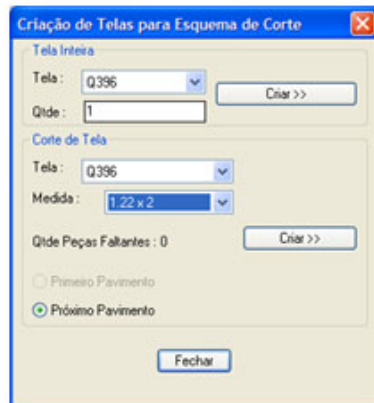 Criação de Telas para Esquema de Corte
Tela Inteira
Tela : Q396
Criar >>
Qtde : 1
Corte de Tela
Tela : Q396
Medida : 1.22 x 2
Qtde Peças Faltantes : 0 Criar >>
Primeiro Pavimento
Próximo Pavimento
Fechar